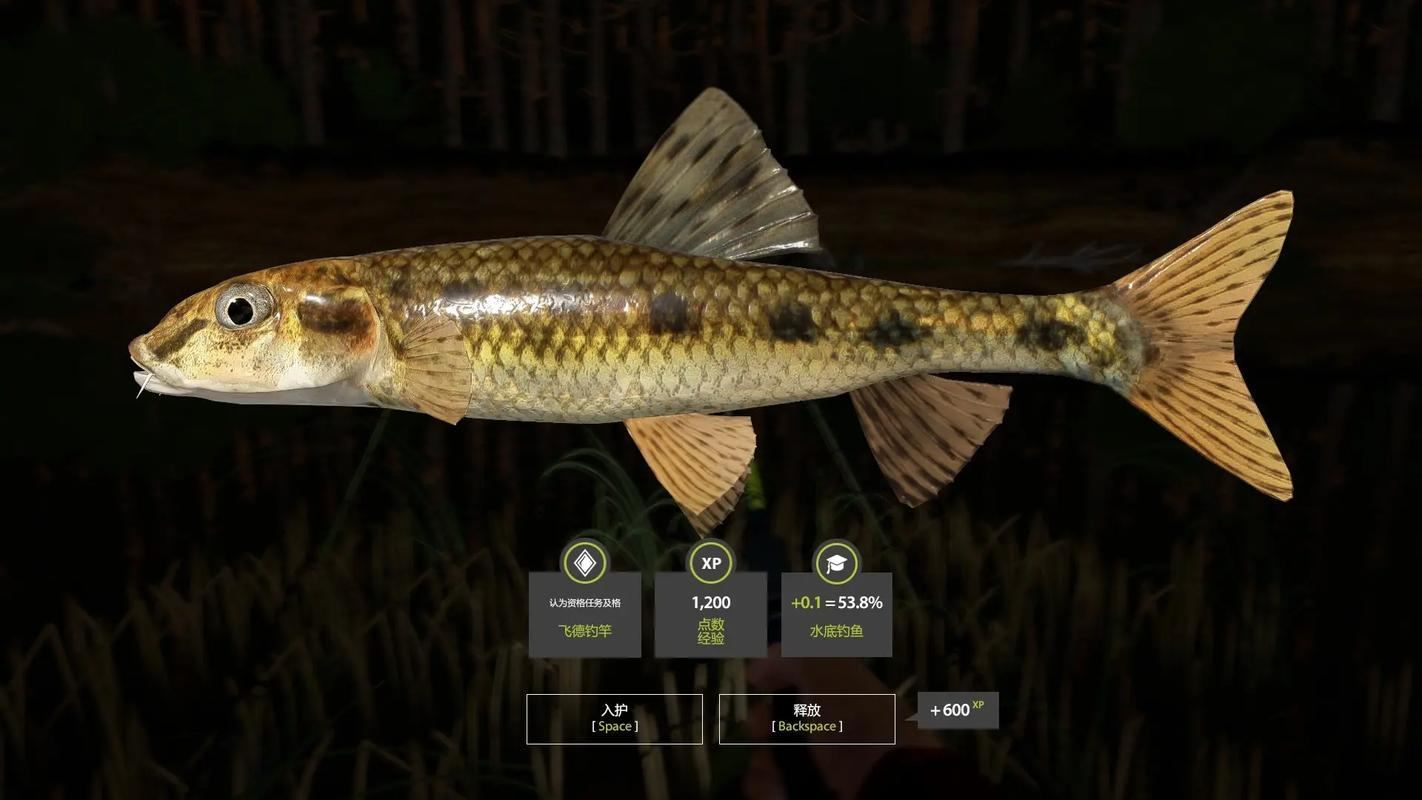 认为资格任务及格
飞德钓竿
XP
1,200
点数
经验
+0.1 = 53.8%
水底钓鱼
入护
[ Space ]
释放
[ Backspace ]
+600 XP